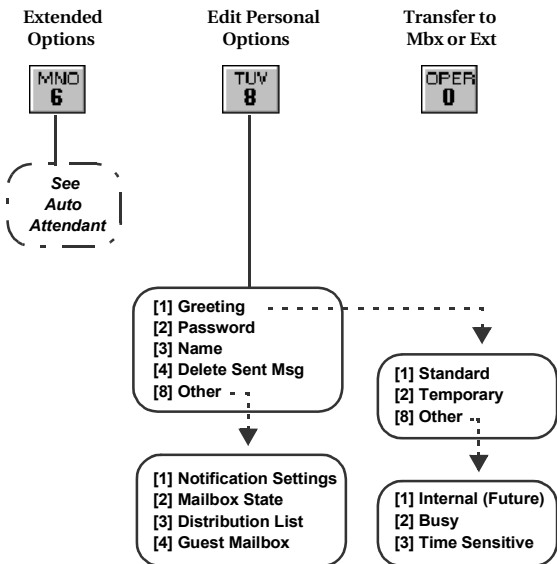 Extended
Options
Edit Personal
Options
Transfer to
Mbx or Ext
MNO
6
TUV
8
OPER
0
See
Auto
Attendant
[1] Greeting
[2] Password
[3] Name
[4] Delete Sent Msg
[8] Other
[1] Standard
[2] Temporary
[8] Other
[1] Notification Settings
[2] Mailbox State
[3] Distribution List
[4] Guest Mailbox
[1] Internal (Future)
[2] Busy
[3] Time Sensitive